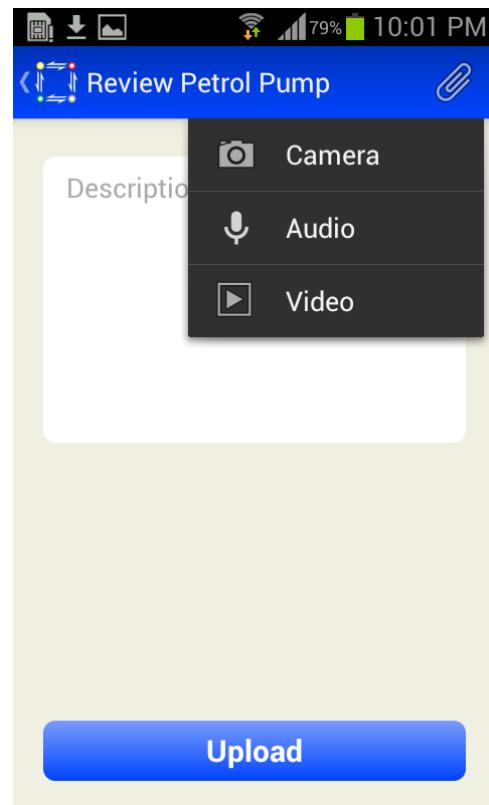 79% 10:01 PM
Review Petrol Pump
Camera
Descriptio
Audio
Video
Upload